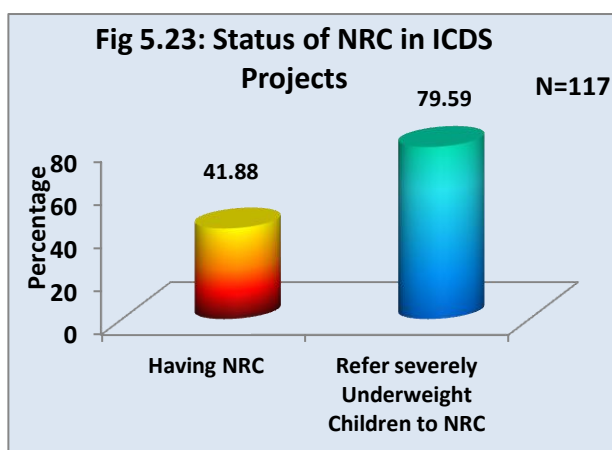 Fig 5.23: Status of NRC in ICDS
Projects
N=117
79.59
41.88
Percentage
80
60
40
20
0
Having NRC
Refer severely
Underweight
Children to NRC